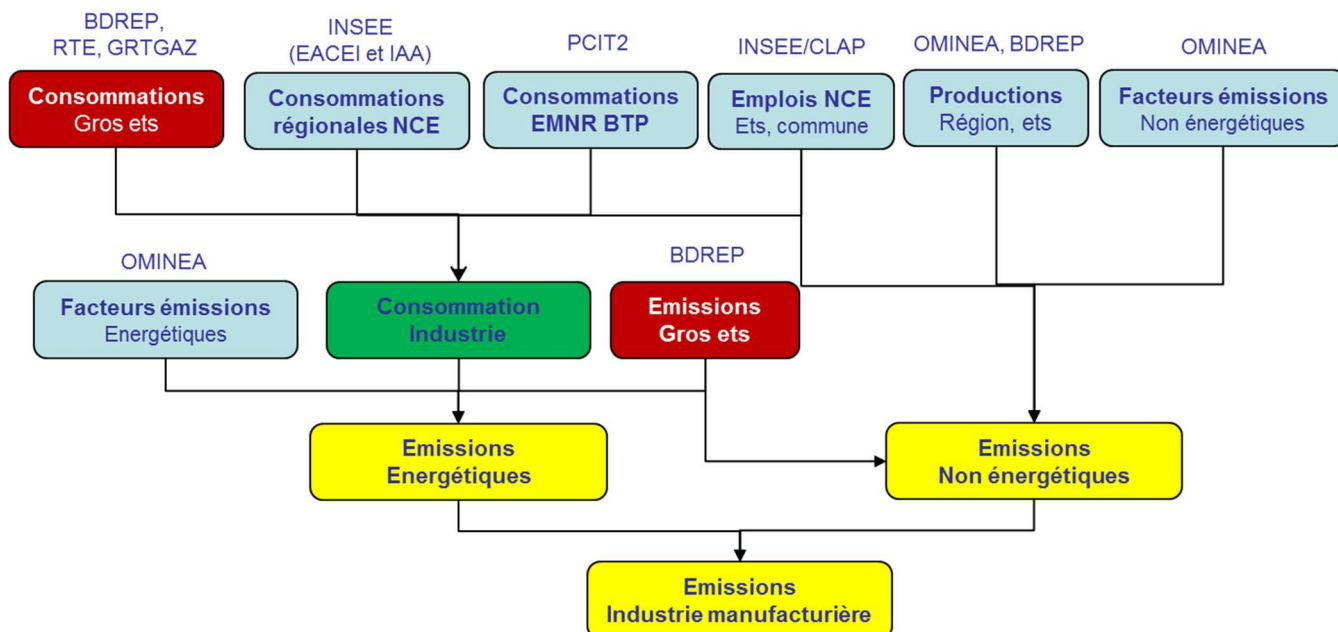 BDREP,
RTE, GRTGAZ
INSEE
(EACEI et IAA)
PCIT2
INSEE/CLAP
OMINEA, BDREP
OMINEA
Consommations
Gros ets
Consommations
régionales NCE
Consommations
EMNR BTP
Emplois NCE
Ets, commune
Productions
Région, ets
Facteurs émissions
Non énergétiques
OMINEA
BDREP
Facteurs émissions
Energétiques
Consommation
Industrie
Emissions
Gros ets
Emissions
Energétiques
Emissions
Non énergétiques
Emissions
Industrie manufacturière